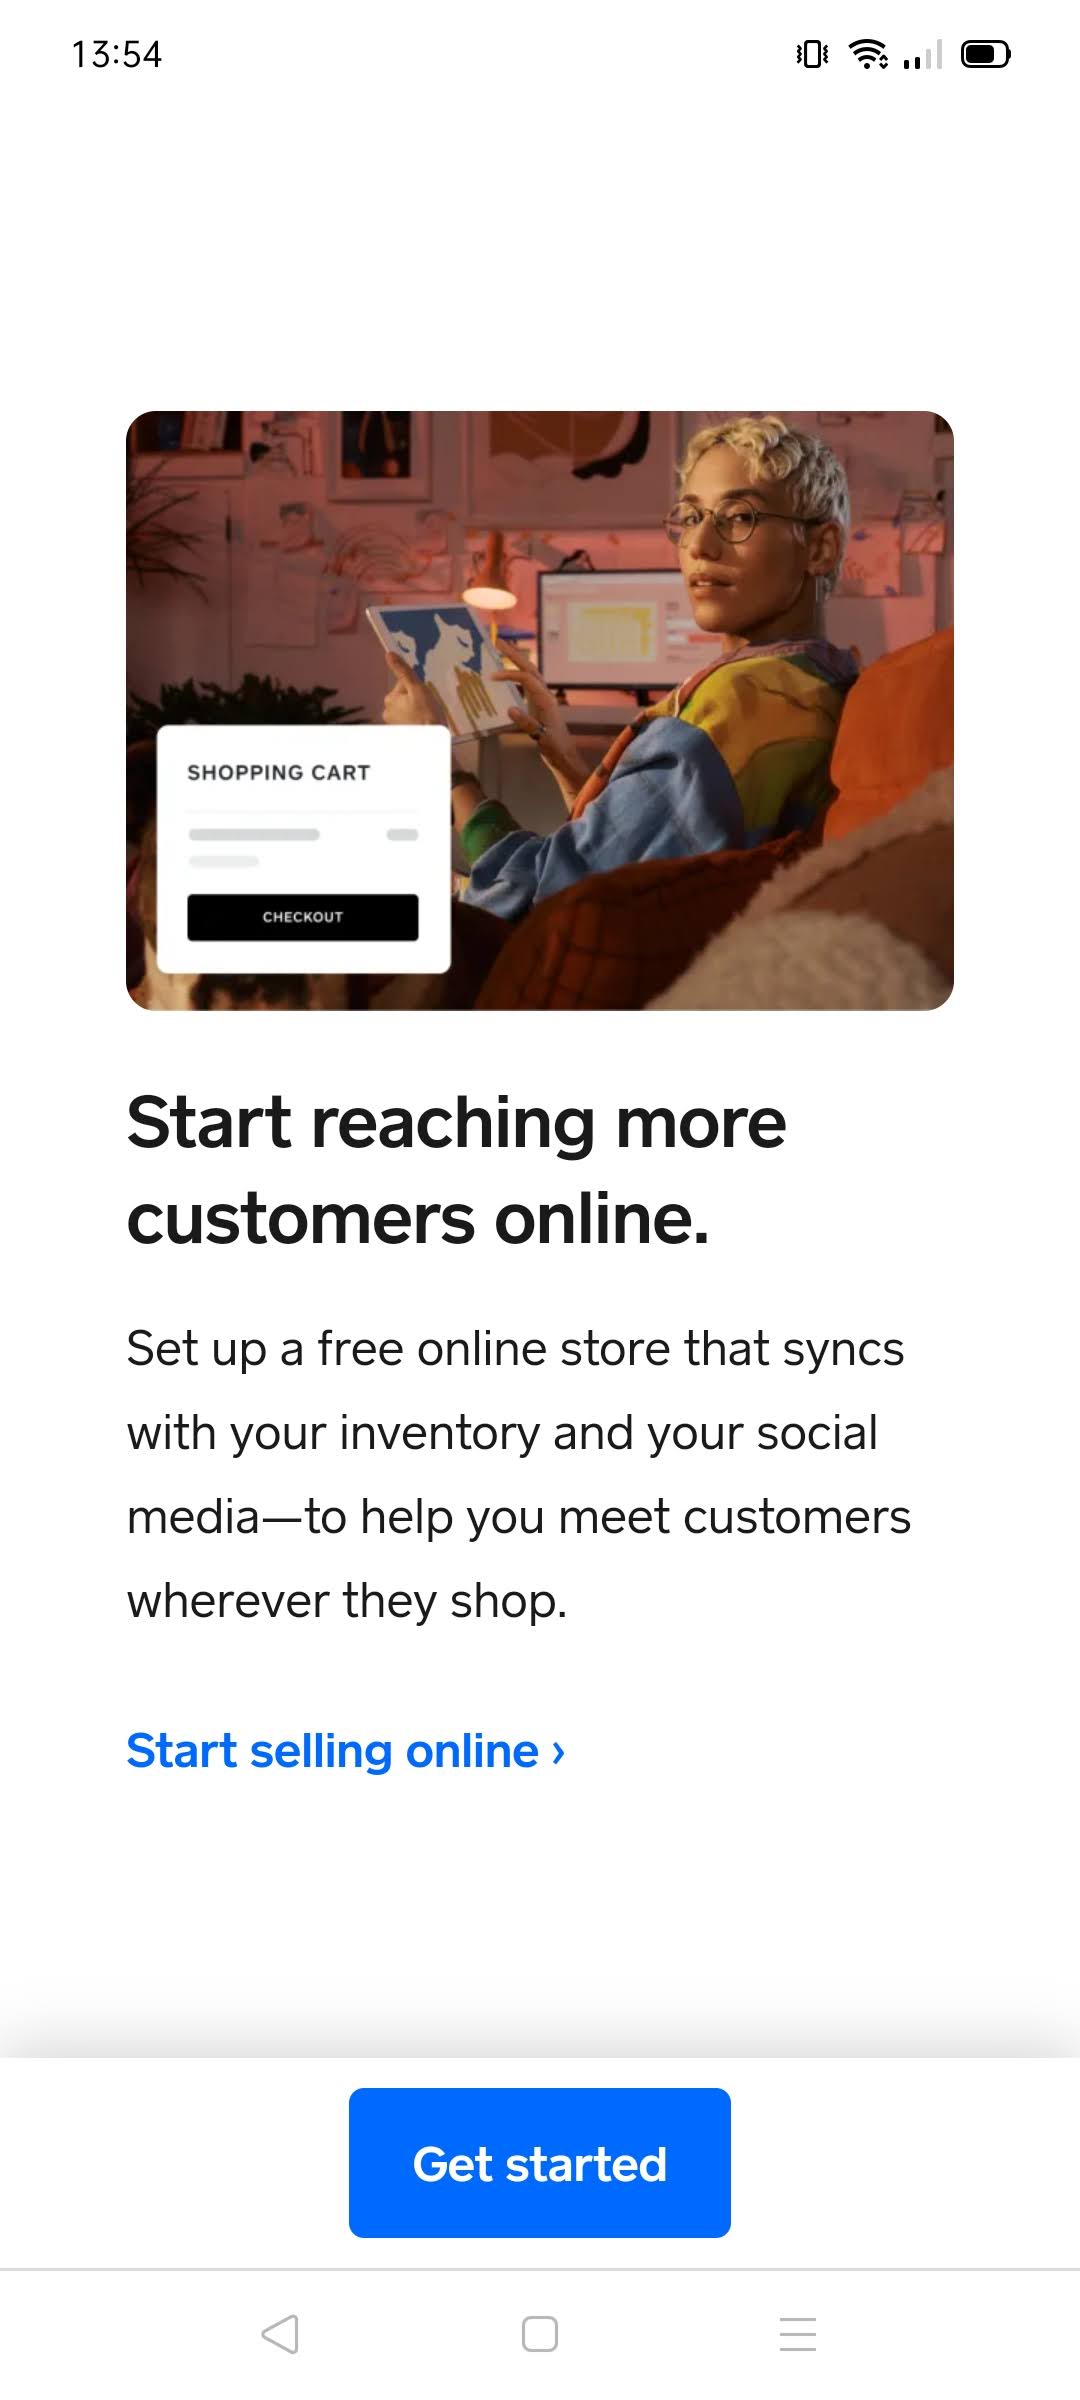 13:54
SHOPPING CART
CHECKOUT
Start reaching more
customers online.
Set up a free online store that syncs
with your inventory and your social
media—to help you meet customers
wherever they shop.
Start selling online ›
Get started